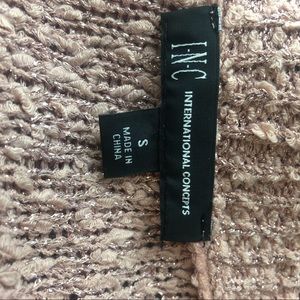 I·N·C
INTERNATIONAL CONCEPTS
S
MADE IN
CHINA